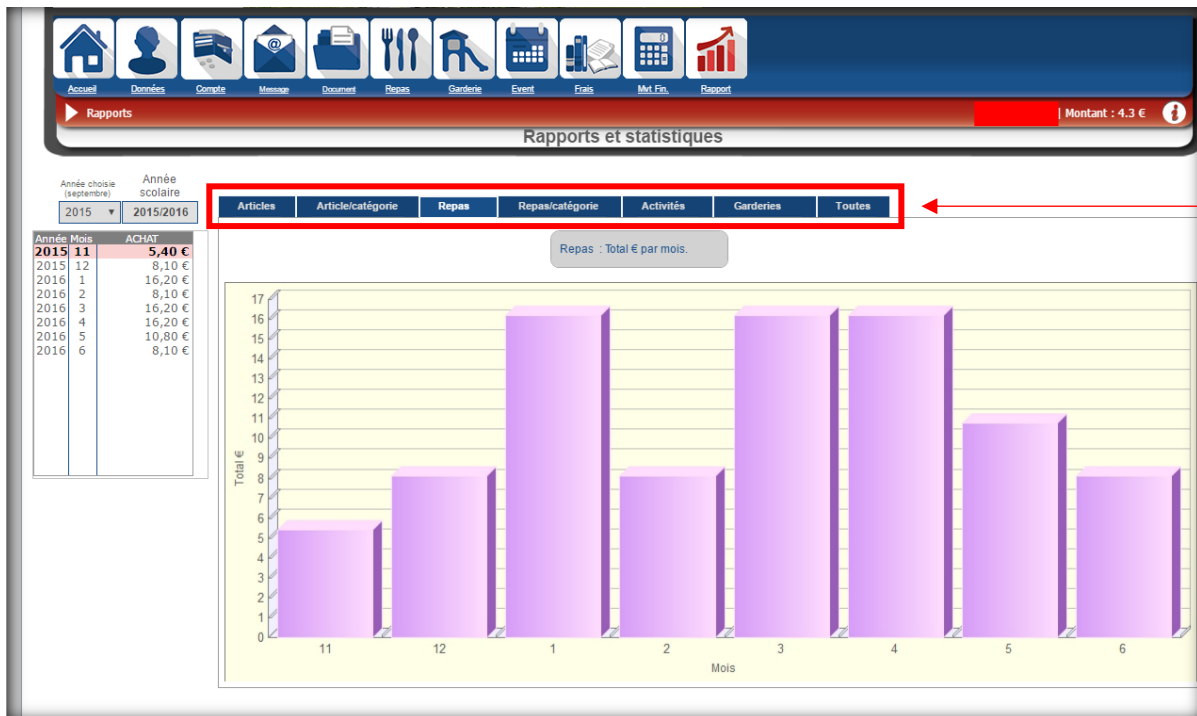 Accueil Données Compte Message Document Repas Garderie Event Frais Mvt Fin. Rapport
Rapports
| Montant : 4.3 €
i
Rapports et statistiques
Année choisie
(septembre)
Année
scolaire
2015 2015/2016
Articles Article/catégorie Repas Repas/catégorie Activités Garderies Toutes
Année Mois ACHAT
2015 11 5,40 €
2015 12 8,10 €
2016 1 16,20 €
2016 2 8,10 €
2016 3 16,20 €
2016 4 16,20 €
2016 5 10,80 €
2016 6 8,10 €
Repas : Total € par mois.
Total €
17
16
15
14
13
12
11
10
9
8
7
6
5
4
3
2
1
0
11 12 1 2 3 4 5 6
Mois